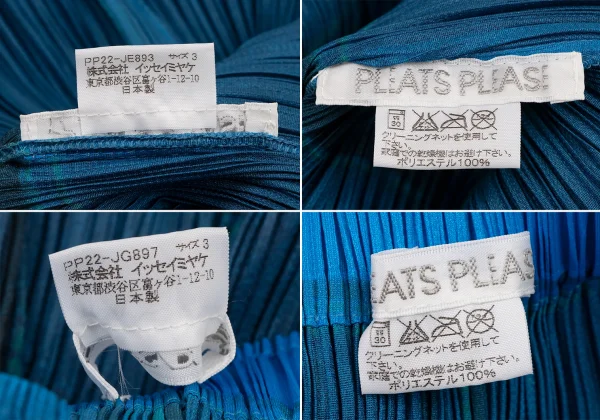 PP22-JE893 サイズ 3
株式会社 イッセイミヤケ
東京都渋谷区富ヶ谷1-12-10
日本製
PLEATS PLEASE
30
クリーニングネットを使用して
下さい。
家庭での乾燥機はお避け下さい。
ポリエステル100%
PP22-JG897 サイズ 3
株式会社 イッセイミヤケ
東京都渋谷区富ヶ谷1-12-10
日本製
EATS PLEAS
30
クリーニングネットを使用して
下さい。
家庭での乾燥機はお避け下さい。
ポリエステル100%